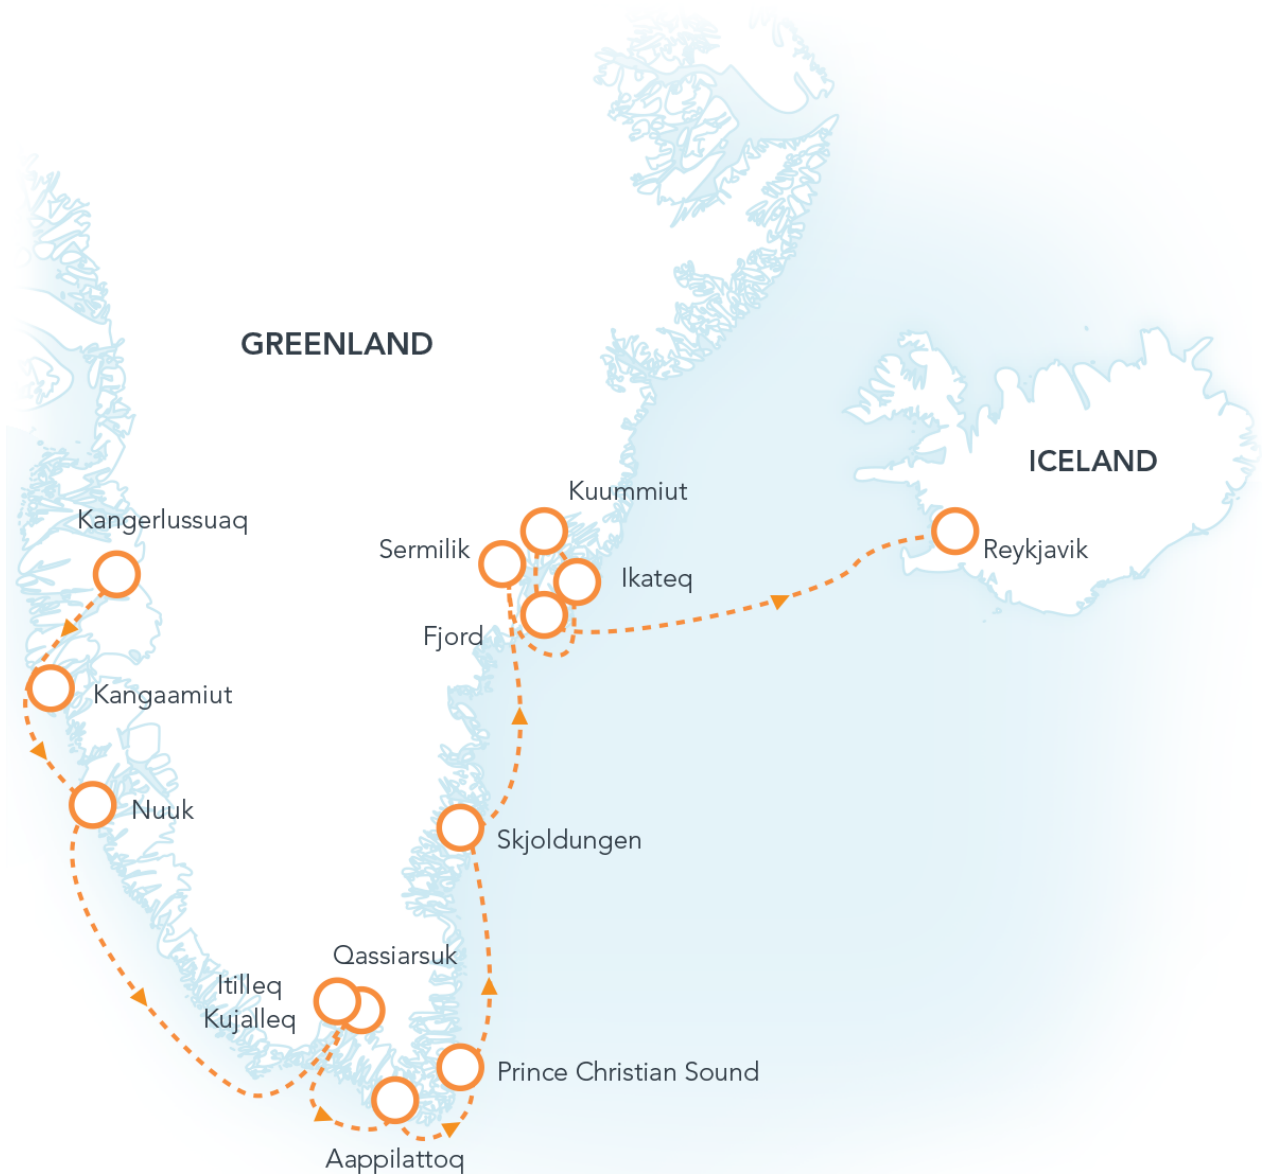 GREENLAND
ICELAND
Kuummiut
Kangerlussuaq
Sermilik
Reykjavik
Ikateq
Fjord
Kangaamiut
Nuuk
Skjoldungen
Qassiarsuk
Itilleq
Kujalleq
Prince Christian Sound
Aappilattoq